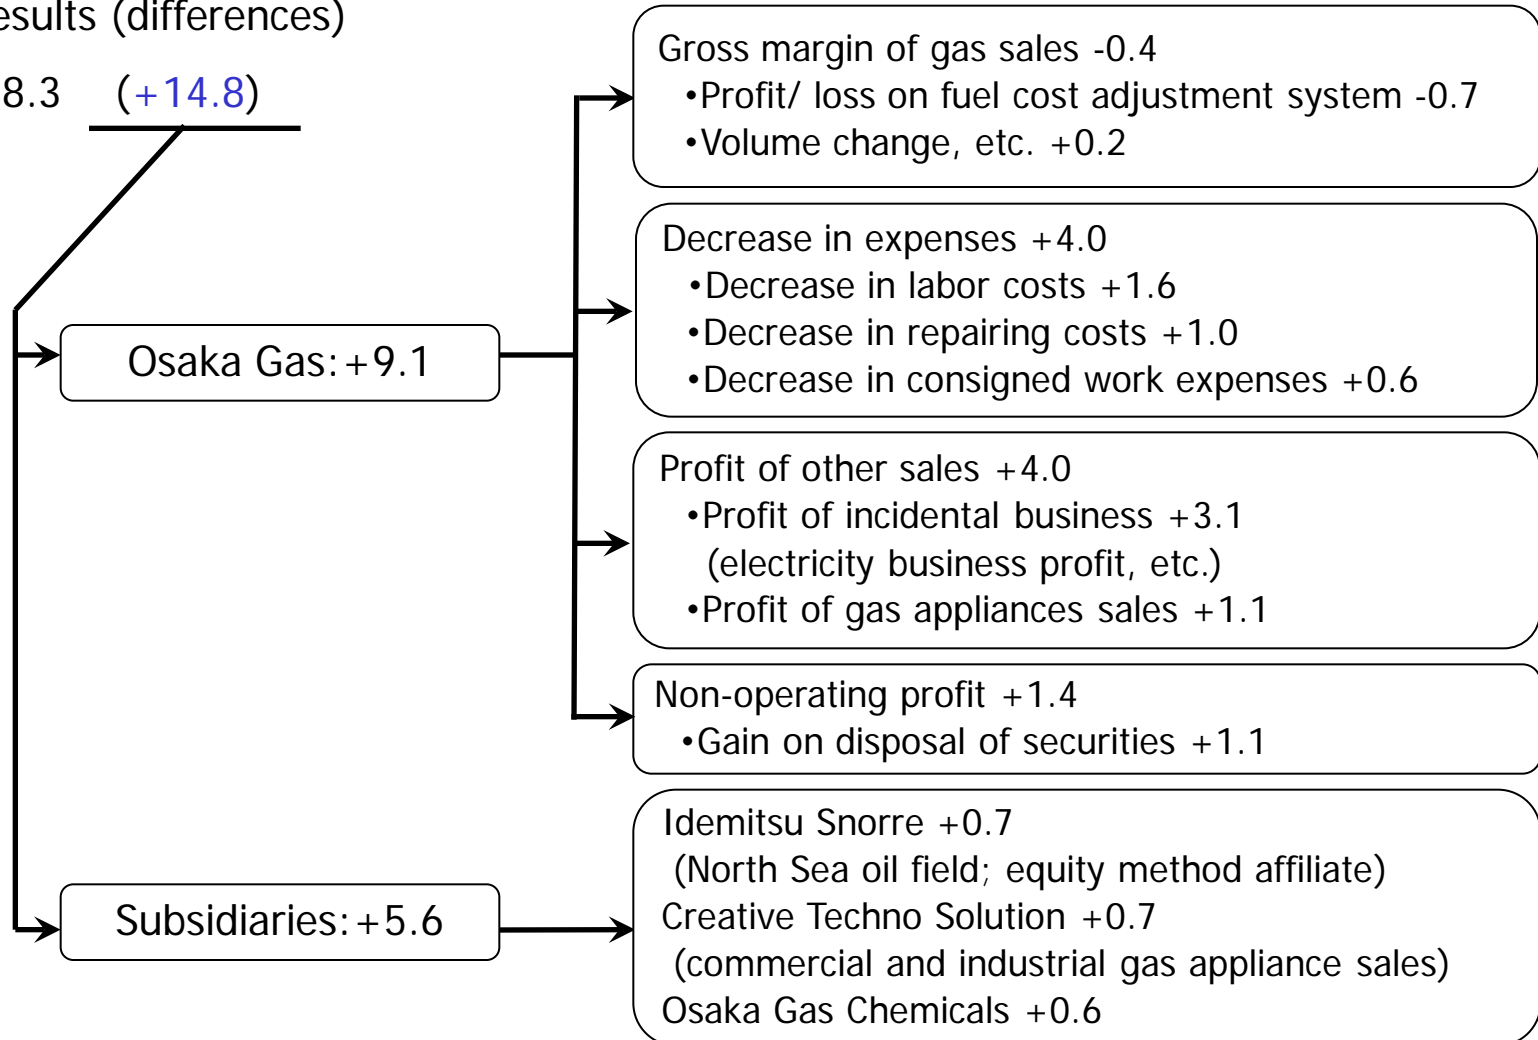 esults (differences)
8.3 (+14.8)
Osaka Gas:+9.1
Gross margin of gas sales -0.4
•Profit/ loss on fuel cost adjustment system -0.7
•Volume change, etc. +0.2
Decrease in expenses +4.0
•Decrease in labor costs +1.6
•Decrease in repairing costs +1.0
•Decrease in consigned work expenses +0.6
Profit of other sales +4.0
•Profit of incidental business +3.1
(electricity business profit, etc.)
•Profit of gas appliances sales +1.1
Non-operating profit +1.4
•Gain on disposal of securities +1.1
Subsidiaries:+5.6
Idemitsu Snorre +0.7
(North Sea oil field; equity method affiliate)
Creative Techno Solution +0.7
(commercial and industrial gas appliance sales)
Osaka Gas Chemicals +0.6